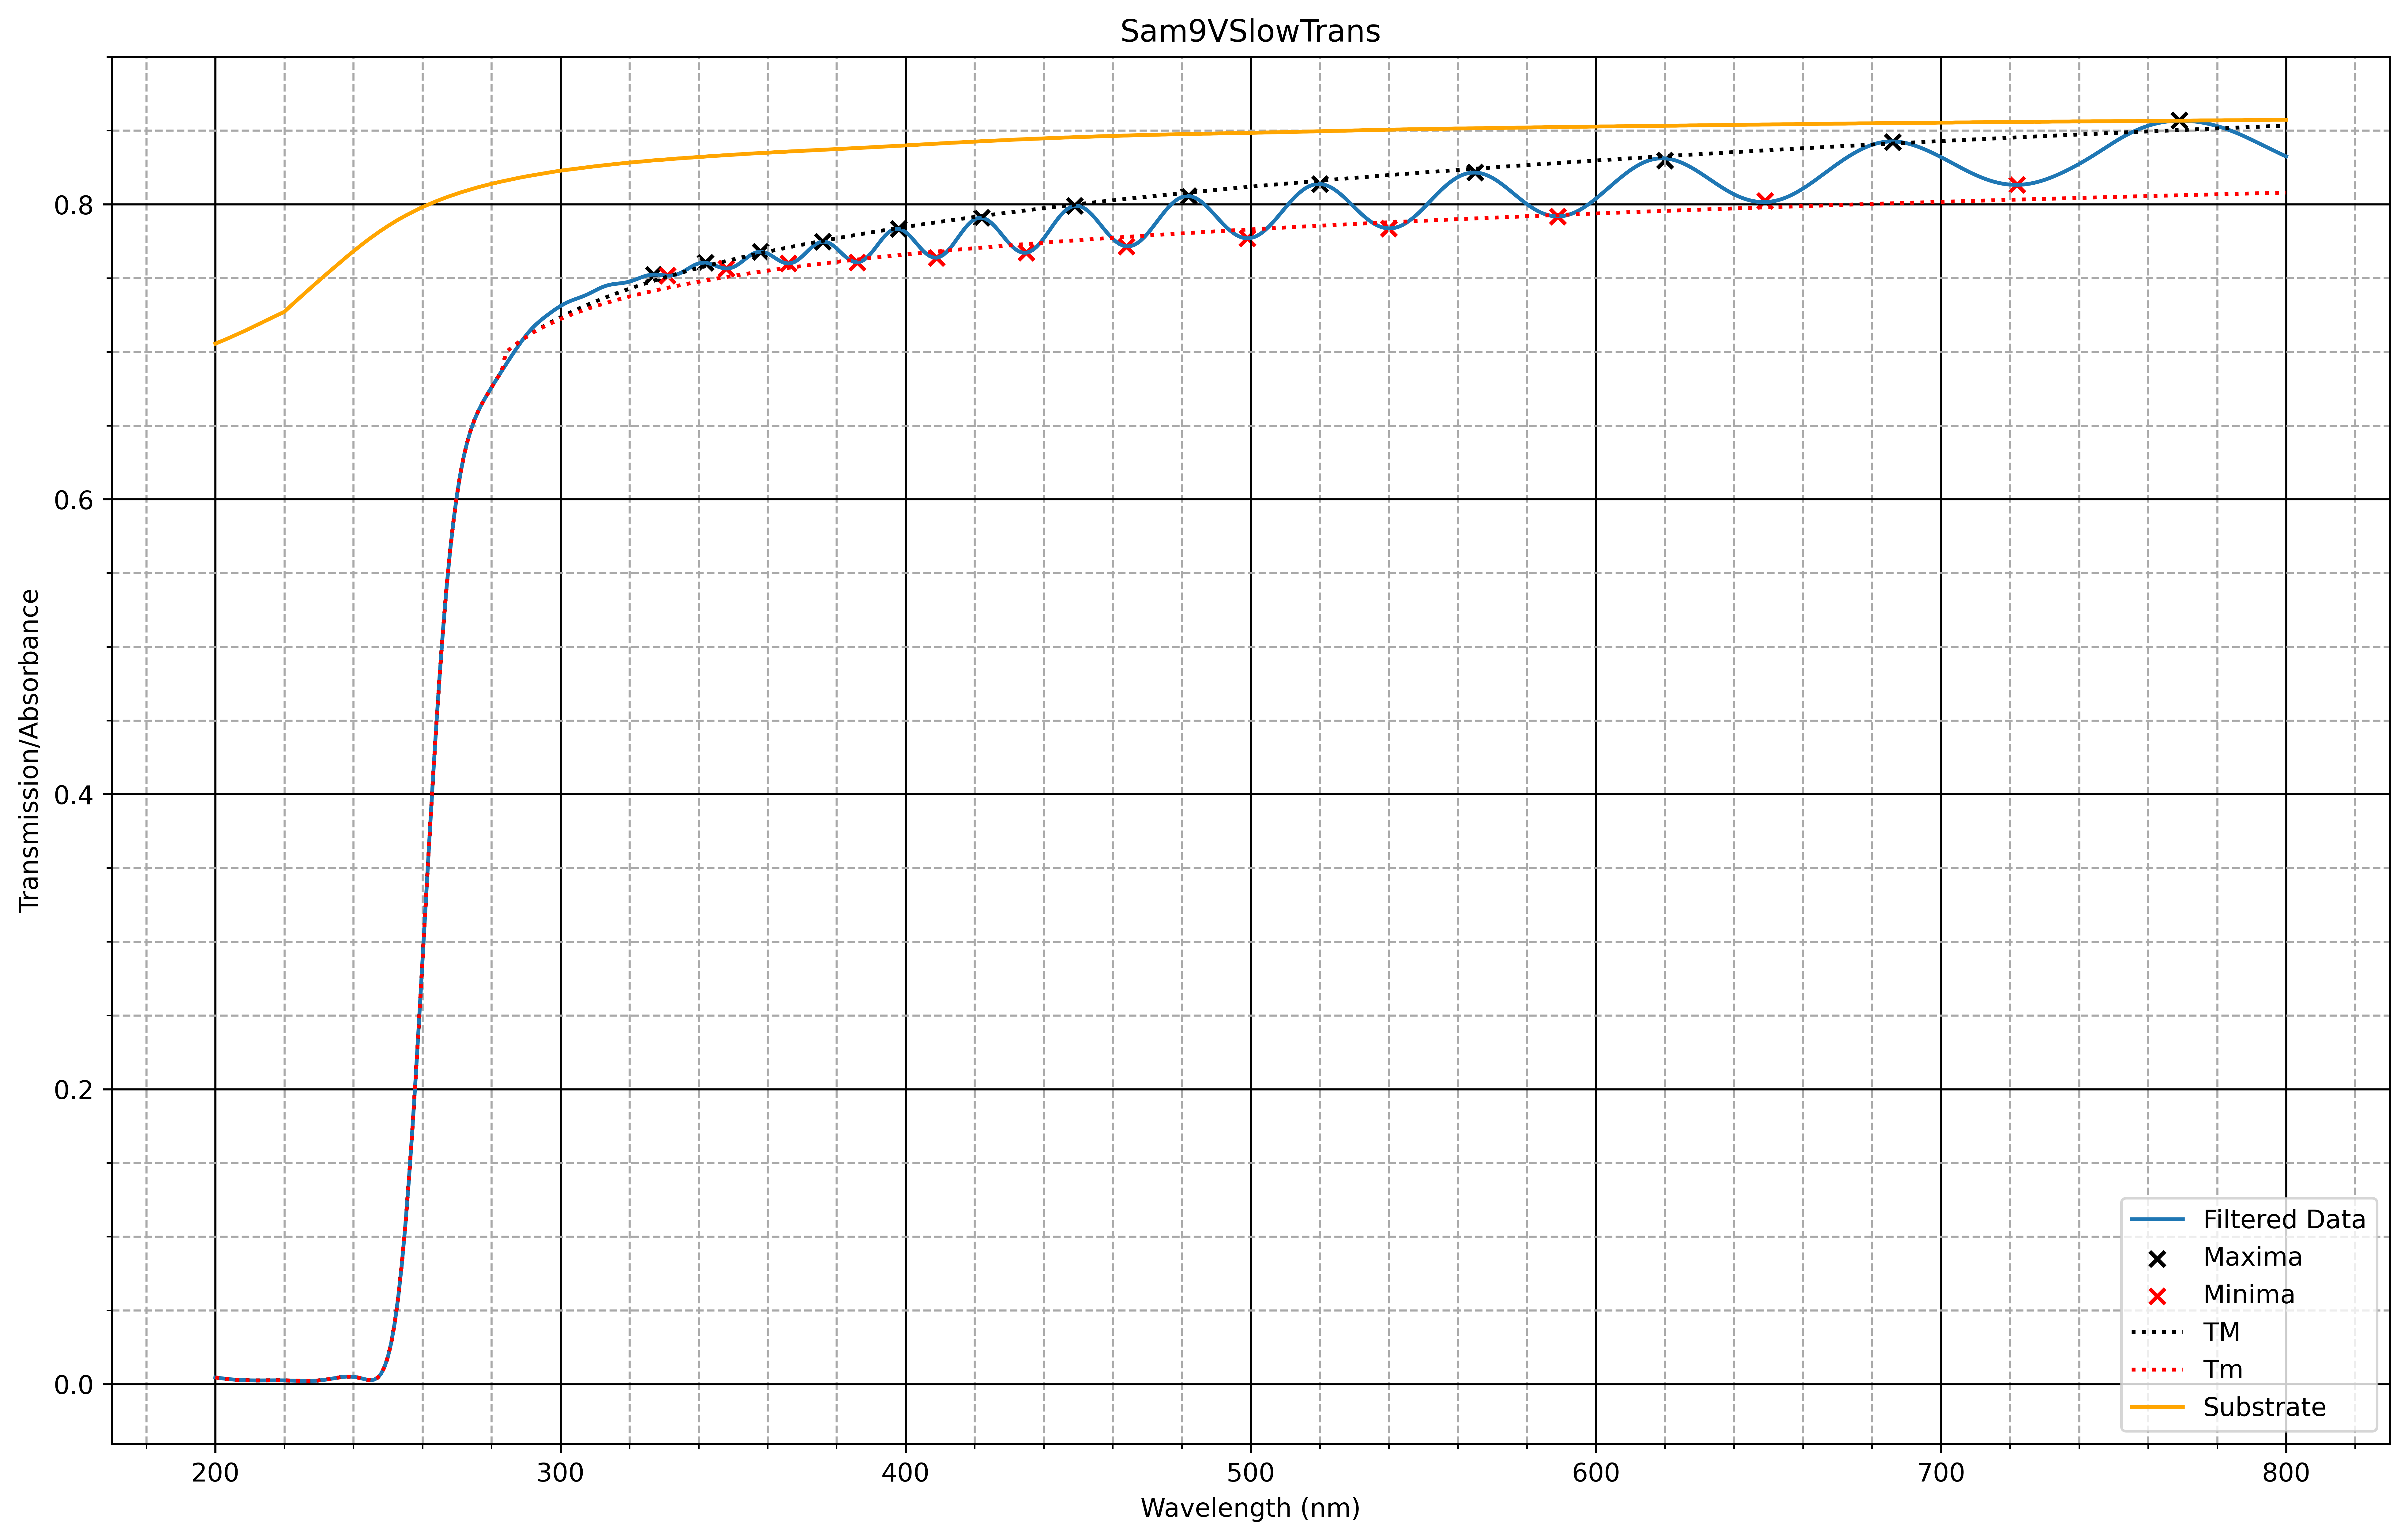 Sam9VSlowTrans
Transmission/Absorbance
0.8
0.6
0.4
0.2
0.0
200 300 400 500 600 700 800
Wavelength (nm)
Filtered Data
Maxima
Minima
TM
Tm
Substrate